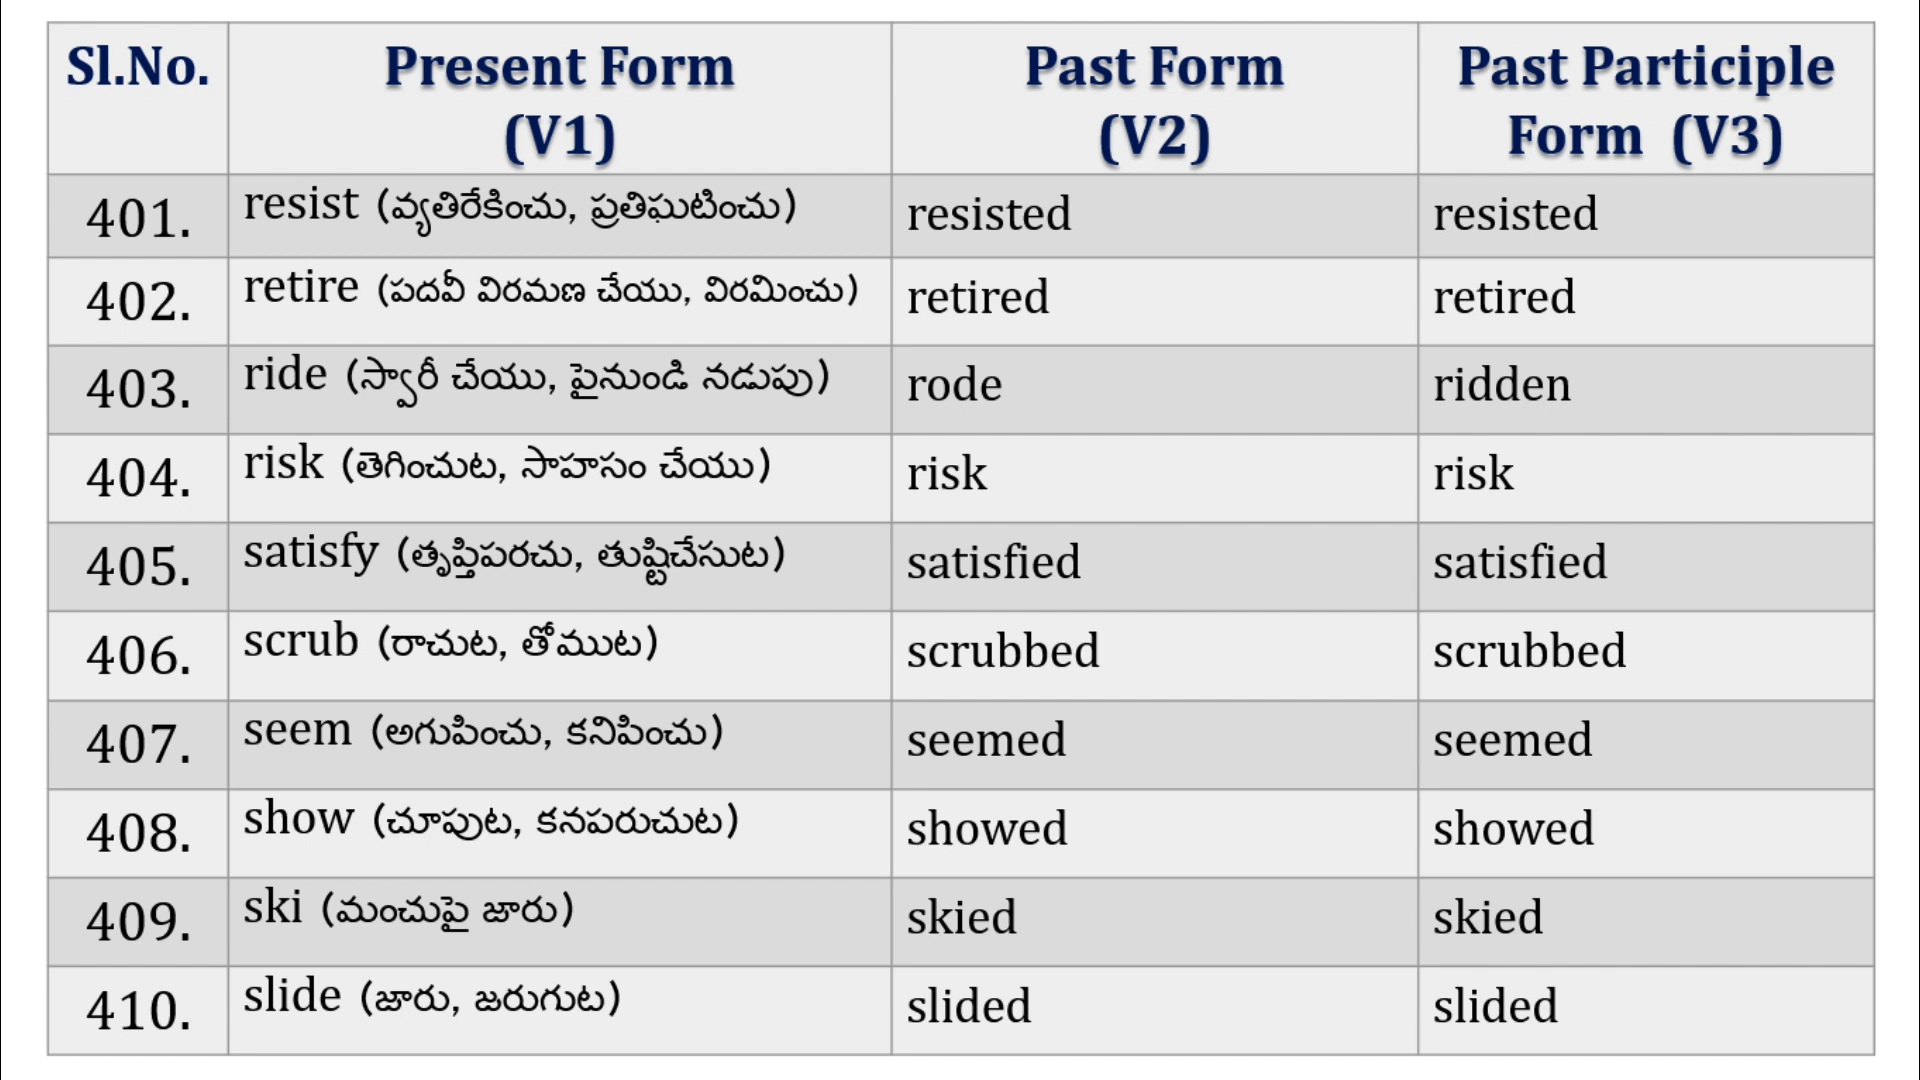 Sl.No. Present Form (V1) Past Form (V2) Past Participle Form (V3)
401. resist (వ్యతిరేకించు, ప్రతిఘటించు) resisted resisted
402. retire (పదవీ విరమణ చేయు, విరమించు) retired retired
403. ride (స్వారీ చేయు, పైనుండి నడుపు) rode ridden
404. risk (తెగించుట, సాహసం చేయు) risk risk
405. satisfy (తృప్తిపరచు, తుష్టిచేసుట) satisfied satisfied
406. scrub (రాచుట, తోముట) scrubbed scrubbed
407. seem (అగుపించు, కనిపించు) seemed seemed
408. show (చూపుట, కనపరుచుట) showed showed
409. ski (మంచుపై జారు) skied skied
410. slide (జారు, జరుగుట) slided slided